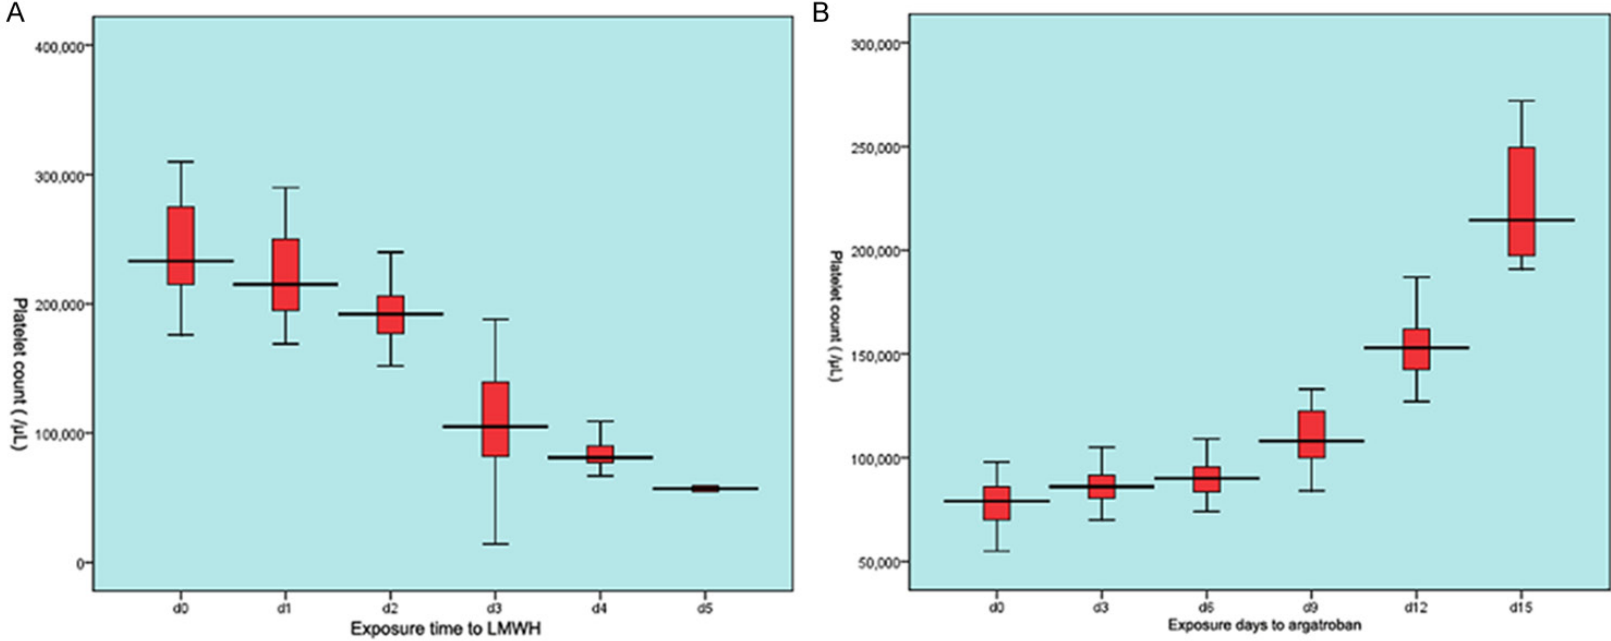 A
400,000
300,000
200,000
100,000
0
Platelet count ( /μL)
d0 d1 d2 d3 d4 d5
Exposure time to LMWH
B
300,000
250,000
200,000
150,000
100,000
50,000
Platelet count ( /μL)
d0 d3 d6 d9 d12 d15
Exposure days to argatroban